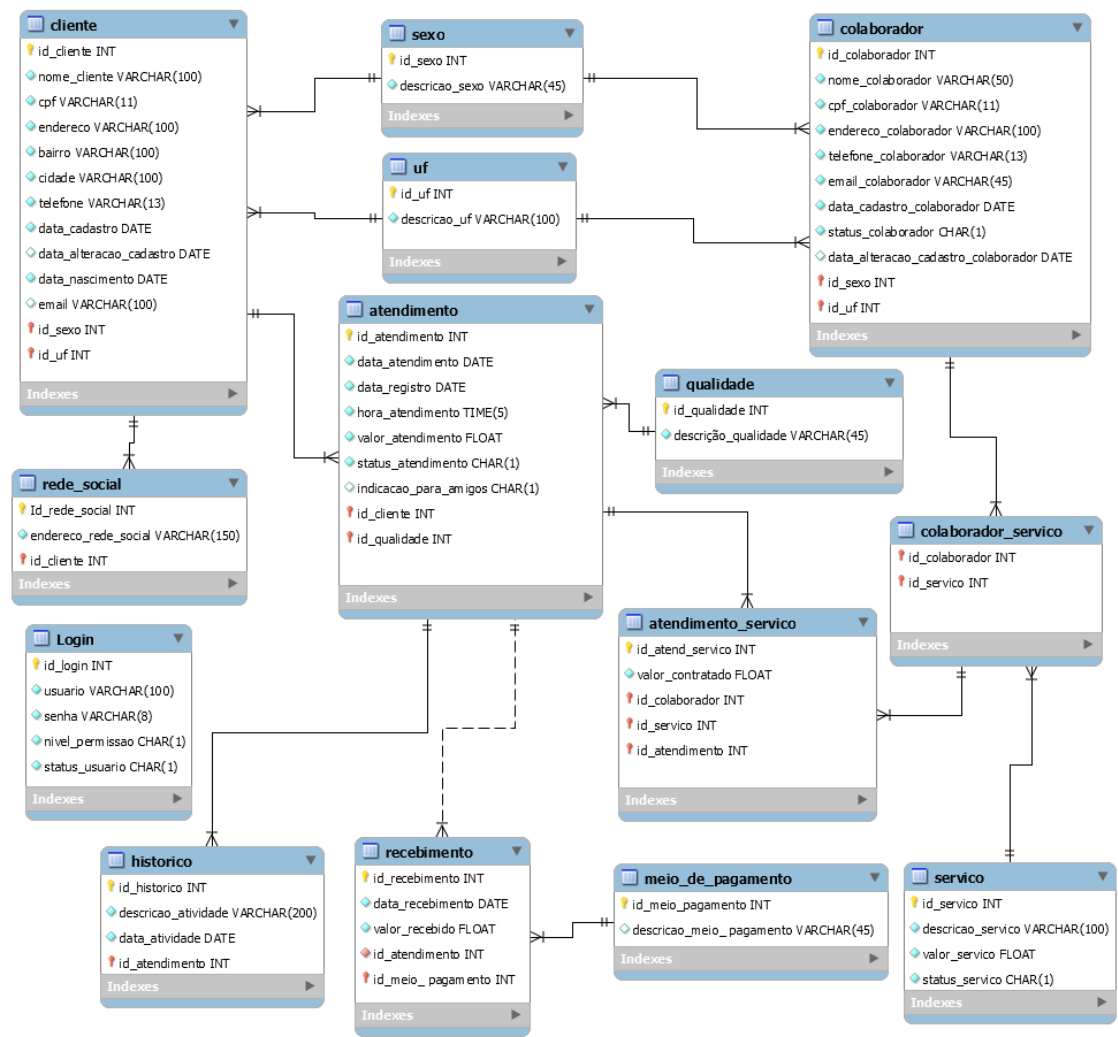 cliente
id_cliente INT
nome_cliente VARCHAR(100)
cpf VARCHAR(11)
endereco VARCHAR(100)
bairro VARCHAR(100)
cidade VARCHAR(100)
telefone VARCHAR(13)
data_cadastro DATE
data_alteracao_cadastro DATE
data_nascimento DATE
email VARCHAR(100)
id_sexo INT
id_uf INT
Indexes
sexo
id_sexo INT
descricao_sexo VARCHAR(45)
Indexes
colaborador
id_colaborador INT
nome_colaborador VARCHAR(50)
cpf_colaborador VARCHAR(11)
endereco_colaborador VARCHAR(100)
telefone_colaborador VARCHAR(13)
email_colaborador VARCHAR(45)
data_cadastro_colaborador DATE
status_colaborador CHAR(1)
data_alteracao_cadastro_colaborador DATE
id_sexo INT
id_uf INT
Indexes
uf
id_uf INT
descricao_uf VARCHAR(100)
Indexes
atendimento
id_atendimento INT
data_atendimento DATE
data_registro DATE
hora_atendimento TIME(5)
valor_atendimento FLOAT
status_atendimento CHAR(1)
indicacao_para_amigos CHAR(1)
id_cliente INT
id_qualidade INT
Indexes
qualidade
id_qualidade INT
descrição_qualidade VARCHAR(45)
Indexes
rede_social
Id_rede_social INT
endereco_rede_social VARCHAR(150)
id_cliente INT
Indexes
colaborador_servico
id_colaborador INT
id_servico INT
Indexes
Login
id_login INT
usuario VARCHAR(100)
senha VARCHAR(8)
nivel_permissao CHAR(1)
status_usuario CHAR(1)
Indexes
atendimento_servico
id_atend_servico INT
valor_contratado FLOAT
id_colaborador INT
id_servico INT
id_atendimento INT
Indexes
historico
id_historico INT
descricao_atividade VARCHAR(200)
data_atividade DATE
id_atendimento INT
Indexes
recebimento
id_recebimento INT
data_recebimento DATE
valor_recebido FLOAT
id_atendimento INT
id_meio_ pagamento INT
Indexes
meio_de_pagamento
id_meio_pagamento INT
descricao_meio_ pagamento VARCHAR(45)
Indexes
servico
id_servico INT
descricao_servico VARCHAR(100)
valor_servico FLOAT
status_servico CHAR(1)
Indexes